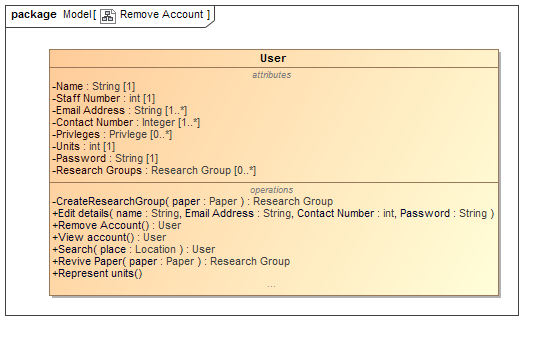 package Model[ Remove Account ]
User
attributes
-Name : String [1]
-Staff Number : int [1]
-Email Address : String [1..*]
-Contact Number : Integer [1..*]
-Privleges : Privlege [0..*]
-Units : int [1]
-Password : String [1]
-Research Groups : Research Group [0..*]
operations
-CreateResearchGroup( paper : Paper ) : Research Group
+Edit details( name : String, Email Address : String, Contact Number : int, Password : String )
+Remove Account() : User
+View account() : User
+Search( place : Location ) : User
+Revive Paper( paper : Paper ) : Research Group
+Represent units()
...